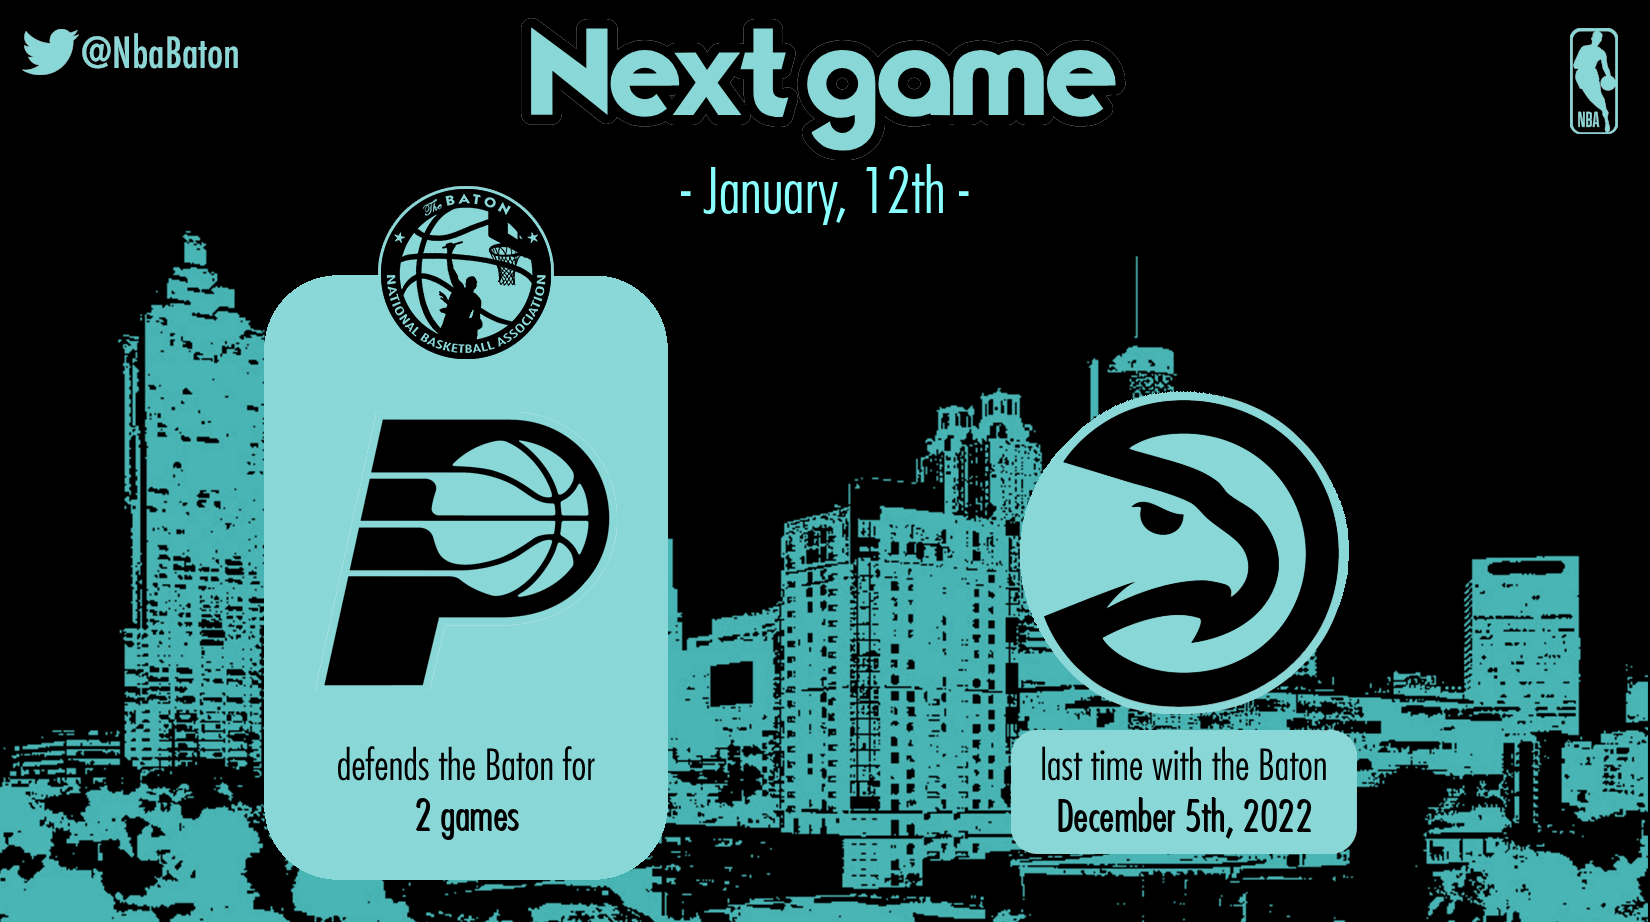 @NbaBaton
Next game
NBA
- January, 12th -
The BATON
NATIONAL BASKETBALL ASSOCIATION
defends the Baton for
2 games
last time with the Baton
December 5th, 2022